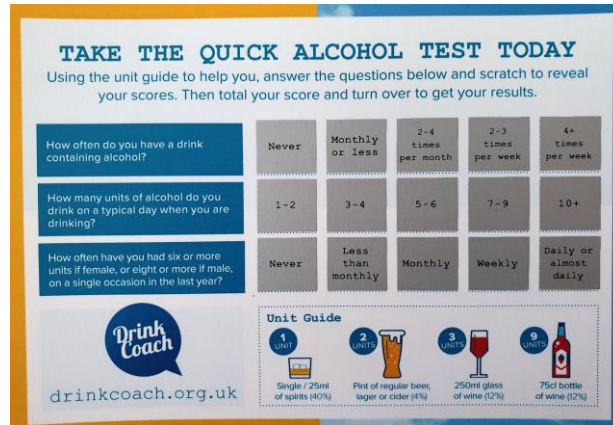 TAKE THE QUICK ALCOHOL TEST TODAY
Using the unit guide to help you, answer the questions below and scratch to reveal
your scores. Then total your score and turn over to get your results.
How often do you have a drink
containing alcohol?
Never
Monthly
or less
2-4
times
per month
2-3
times
per week
4+
times
per week
How many units of alcohol do you
drink on a typical day when you are
drinking?
1-2
3-4
5-6
7-9
10+
How often have you had six or more
units if female, or eight or more if male,
on a single occasion in the last year?
Never
Less
than
monthly
Monthly
Weekly
Daily or
almost
daily
Drink
Coach
drinkcoach.org.uk
Unit Guide
1
UNIT
Single / 25ml
of spirits (40%)
2
UNITS
Pint of regular beer,
lager or cider (4%)
3
UNITS
250ml glass
of wine (12%)
9
UNITS
75cl bottle
of wine (12%)